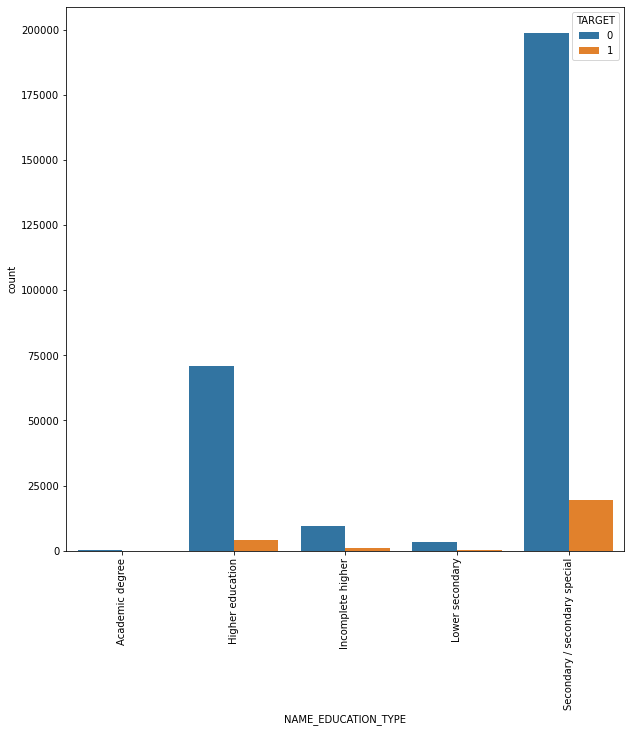 TARGET
0
1
200000
175000
150000
125000
100000
75000
50000
25000
0
count
Academic degree
Higher education
Incomplete higher
Lower secondary
Secondary / secondary special
NAME_EDUCATION_TYPE